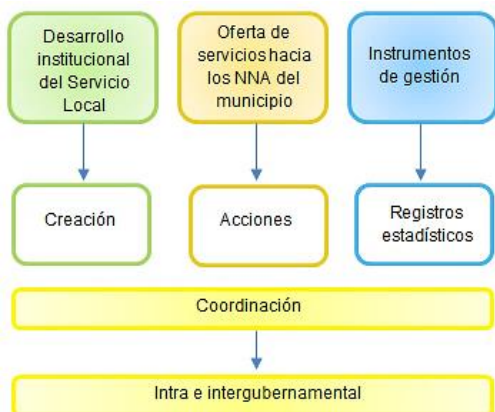 Desarrollo
institucional
del Servicio
Local
Oferta de
servicios hacia
los NNA del
municipio
Instrumentos
de gestión
Creación
Acciones
Registros
estadísticos
Coordinación
Intra e intergubernamental